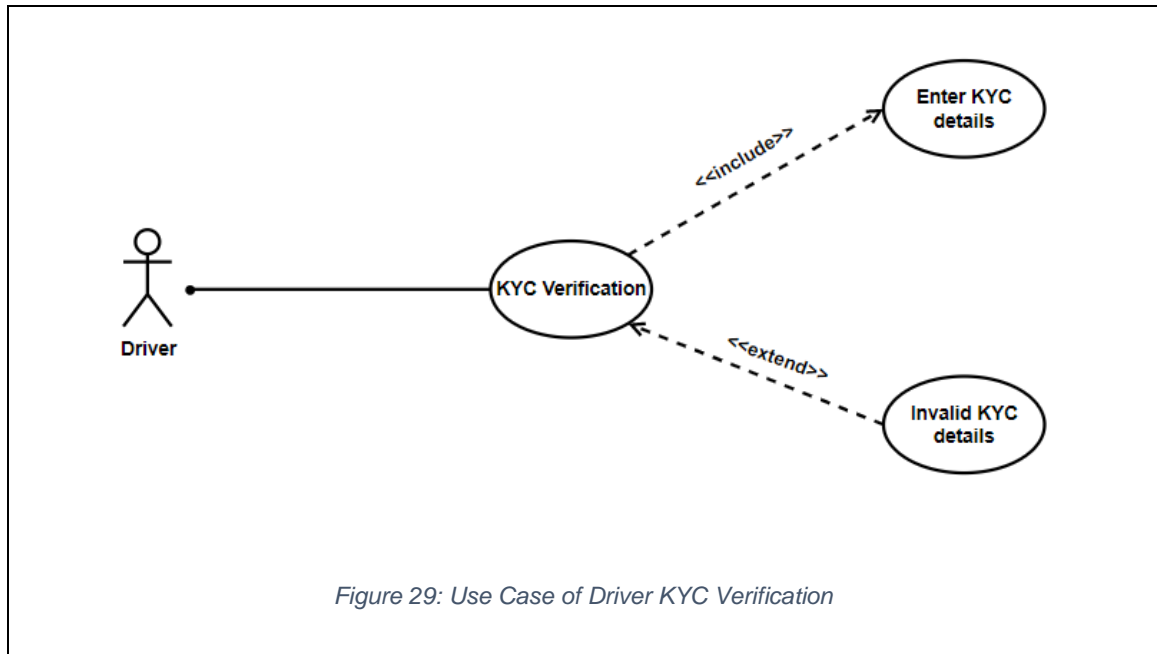 Enter KYC
details
<<include>>
KYC Verification
Driver
<<extend>>
Invalid KYC
details
Figure 29: Use Case of Driver KYC Verification